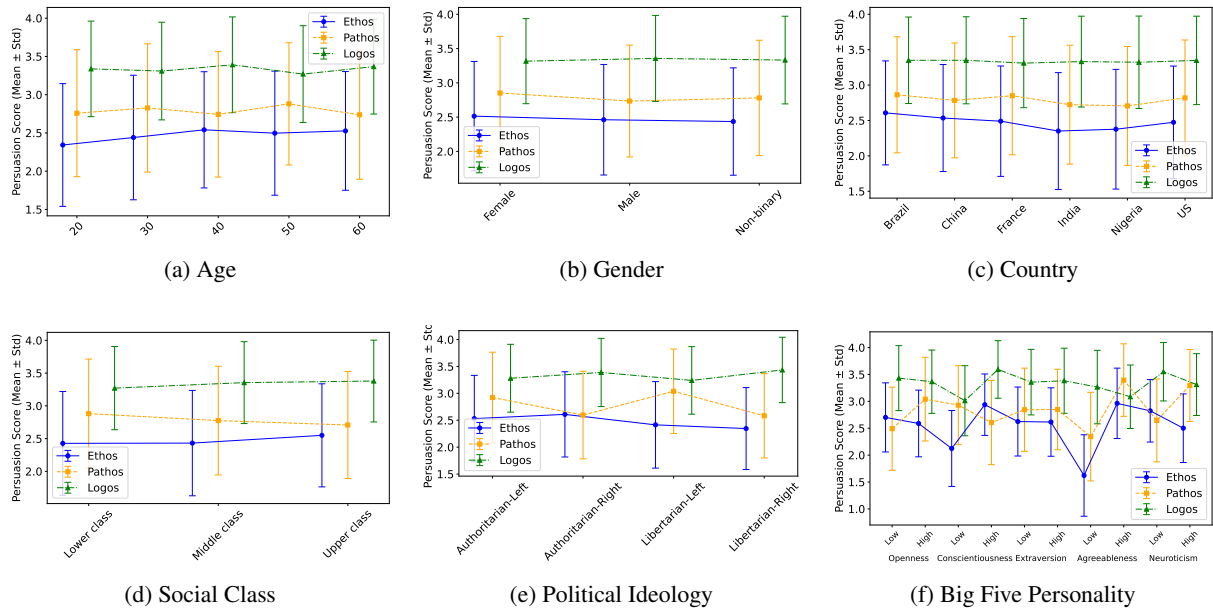 Persuasion Score (Mean ± Std)
4.0
3.5
3.0
2.5
2.0
1.5
Ethos
Pathos
Logos
20
30
40
50
60
(a) Age
Persuasion Score (Mean ± Std)
4.0
3.5
3.0
2.5
2.0
Ethos
Pathos
Logos
Female
Male
Non-binary
(b) Gender
Persuasion Score (Mean ± Std)
4.0
3.5
3.0
2.5
2.0
1.5
Ethos
Pathos
Logos
Brazil
China
France
India
Nigeria
US
(c) Country
Persuasion Score (Mean ± Std)
4.0
3.5
3.0
2.5
2.0
Ethos
Pathos
Logos
Lower class
Middle class
Upper class
(d) Social Class
Persuasion Score (Mean ± Std
4.0
3.5
3.0
2.5
2.0
1.5
Ethos
Pathos
Logos
Authoritarian-Left
Authoritarian-Right
Libertarian-Left
Libertarian-Right
(e) Political Ideology
Persuasion Score (Mean ± Std)
4.0
3.5
3.0
2.5
2.0
1.5
1.0
Ethos
Pathos
Logos
Low High Low High Low High Low High Low High
Openness Conscientiousness Extraversion Agreeableness Neuroticism
(f) Big Five Personality